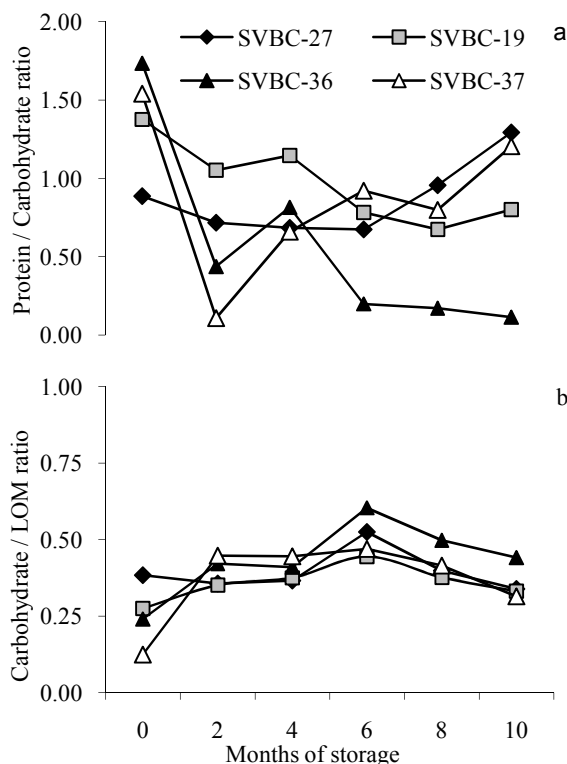 SVBC-27 SVBC-19 a
SVBC-36 SVBC-37
2.00
1.50
1.00
0.50
0.00
Protein / Carbohydrate ratio
b
1.00
0.75
0.50
0.25
0.00
Carbohydrate / LOM ratio
0 2 4 6 8 10
Months of storage